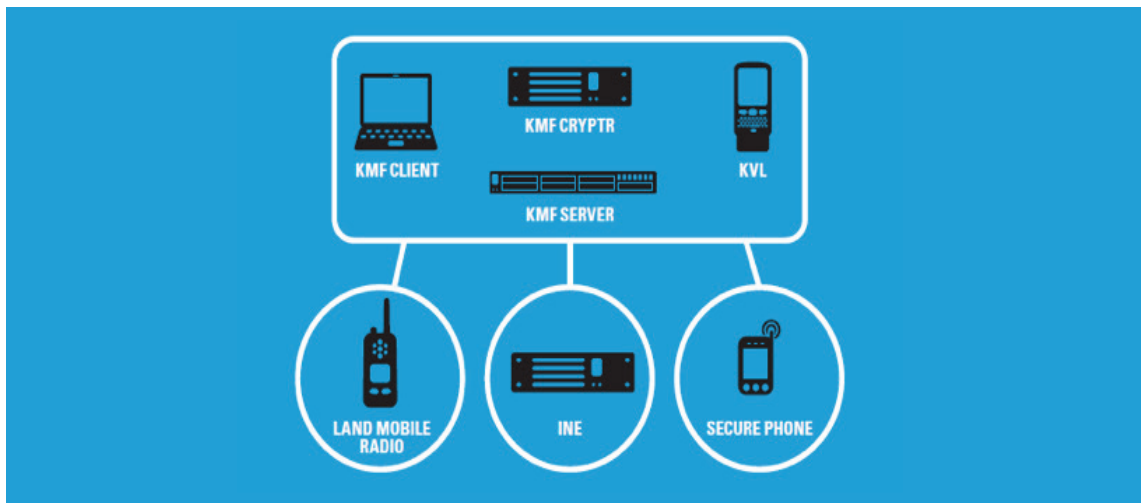 KMF CLIENT
KMF CRYPTR
KVL
KMF SERVER
LAND MOBILE
RADIO
INE
SECURE PHONE